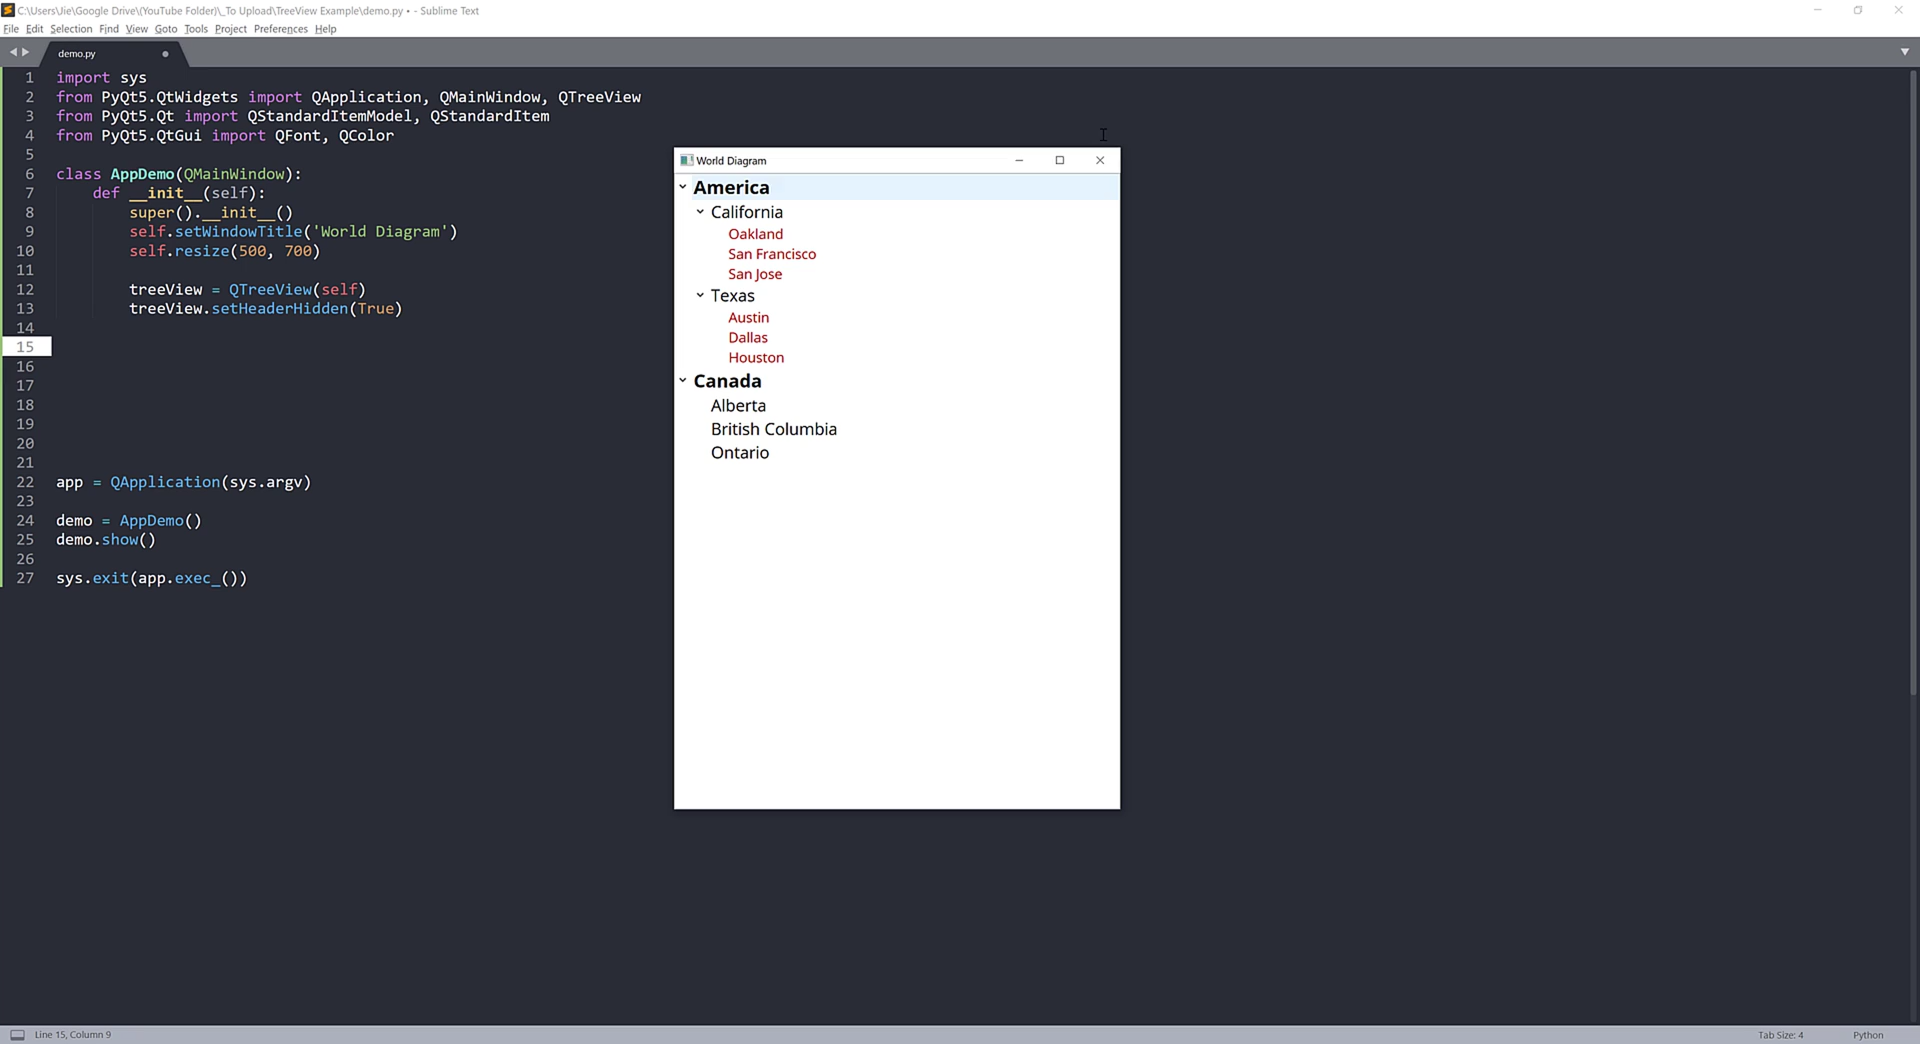 C:\Users\Jie\Google Drive\(YouTube Folder)\_To Upload\TreeView Example\demo.py • - Sublime Text
File Edit Selection Find View Goto Tools Project Preferences Help
demo.py
1 import sys
2 from PyQt5.QtWidgets import QApplication, QMainWindow, QTreeView
3 from PyQt5.Qt import QStandardItemModel, QStandardItem
4 from PyQt5.QtGui import QFont, QColor
5
6 class AppDemo(QMainWindow):
7 def __init__(self):
8 super().__init__()
9 self.setWindowTitle('World Diagram')
10 self.resize(500, 700)
11
12 treeView = QTreeView(self)
13 treeView.setHeaderHidden(True)
14
15
16
17
18
19
20
21
22 app = QApplication(sys.argv)
23
24 demo = AppDemo()
25 demo.show()
26
27 sys.exit(app.exec_())
World Diagram
America
California
Oakland
San Francisco
San Jose
Texas
Austin
Dallas
Houston
Canada
Alberta
British Columbia
Ontario
Line 15, Column 9
Tab Size: 4
Python